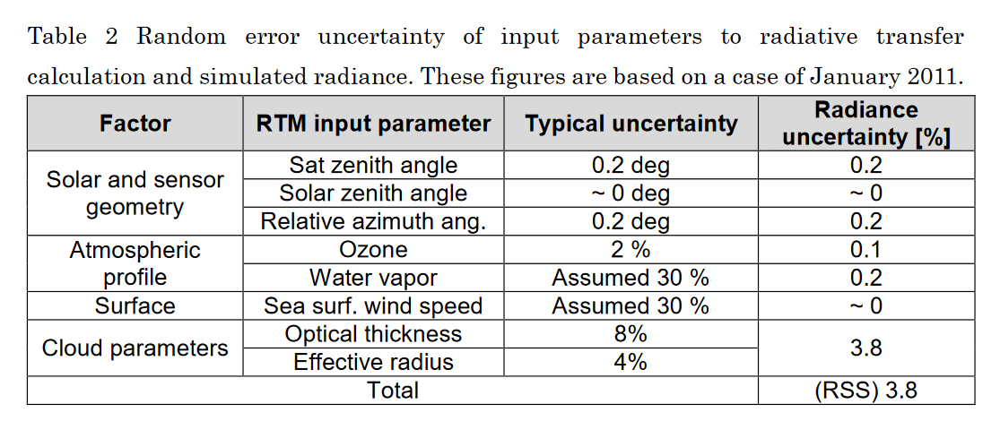 Table 2 Random error uncertainty of input parameters to radiative transfer
calculation and simulated radiance. These figures are based on a case of January 2011.
Factor RTM input parameter Typical uncertainty Radiance uncertainty [%]
Solar and sensor geometry Sat zenith angle 0.2 deg 0.2
Solar zenith angle ~ 0 deg ~ 0
Relative azimuth ang. 0.2 deg 0.2
Atmospheric profile Ozone 2 % 0.1
Water vapor Assumed 30 % 0.2
Surface Sea surf. wind speed Assumed 30 % ~ 0
Cloud parameters Optical thickness 8% 3.8
Effective radius 4%
Total (RSS) 3.8